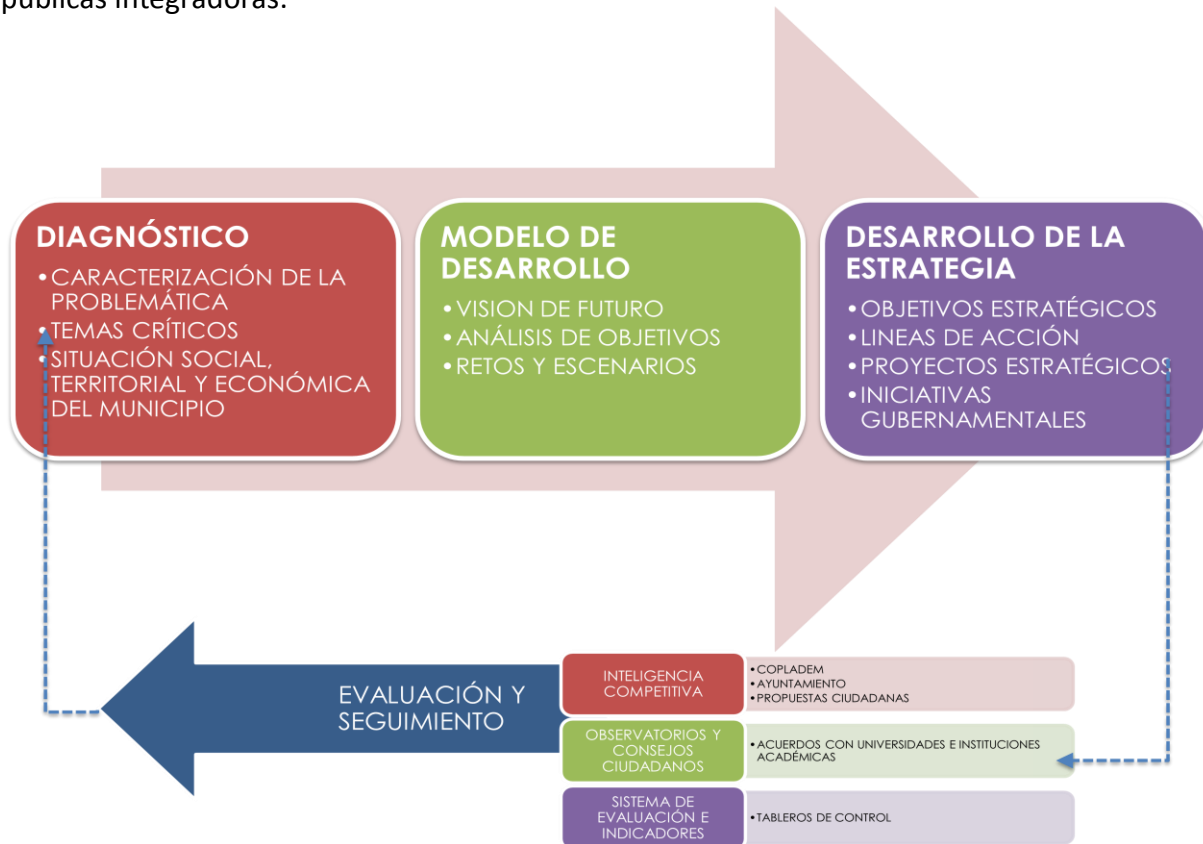 públicas integradoras.
DIAGNÓSTICO
•CARACTERIZACIÓN DE LA
PROBLEMÁTICA
•TEMAS CRÍTICOS
•SITUACIÓN SOCIAL,
TERRITORIAL Y ECONÓMICA
DEL MUNICIPIO
MODELO DE
DESARROLLO
•VISION DE FUTURO
•ANÁLISIS DE OBJETIVOS
•RETOS Y ESCENARIOS
DESARROLLO DE LA
ESTRATEGIA
•OBJETIVOS ESTRATÉGICOS
•LINEAS DE ACCIÓN
•PROYECTOS ESTRATÉGICOS
•INICIATIVAS
GUBERNAMENTALES
EVALUACIÓN Y
SEGUIMIENTO
INTELIGENCIA
COMPETITIVA
•COPLADEM
•AYUNTAMIENTO
•PROPUESTAS CIUDADANAS
OBSERVATORIOS Y
CONSEJOS
CIUDADANOS
•ACUERDOS CON UNIVERSIDADES E INSTITUCIONES
ACADÉMICAS
SISTEMA DE
EVALUACIÓN E
INDICADORES
•TABLEROS DE CONTROL